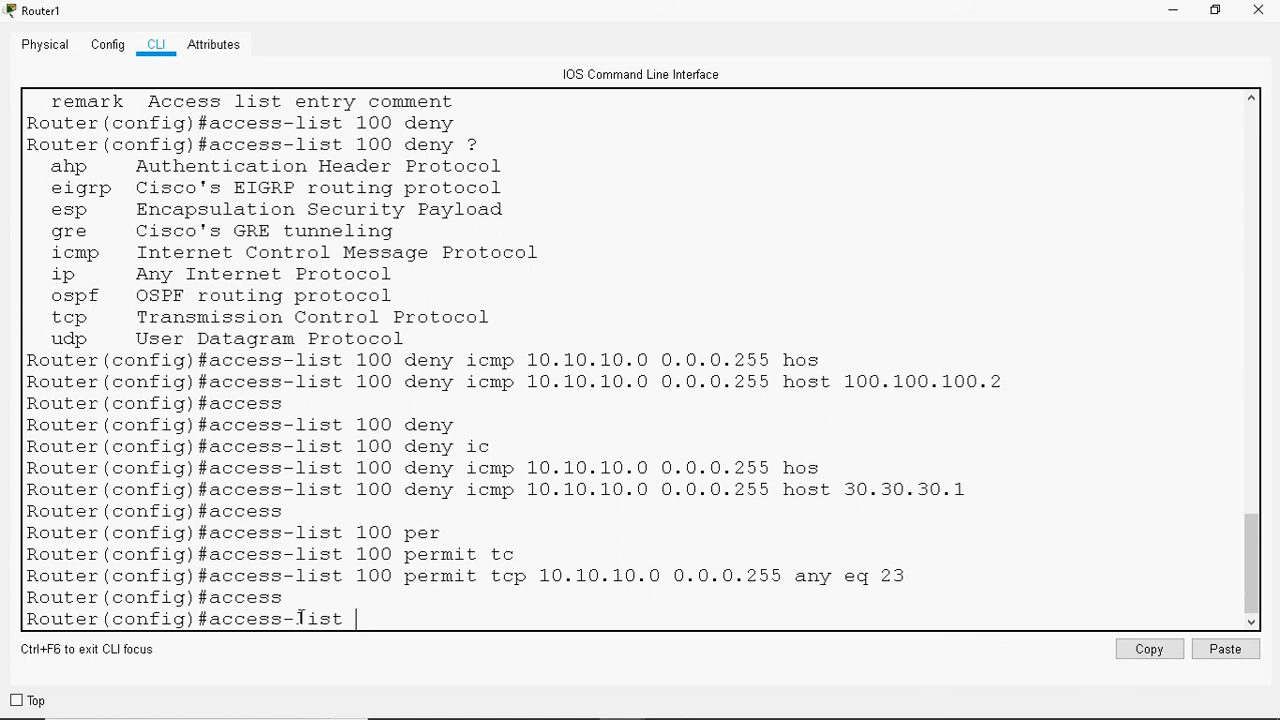 Router1
Physical Config CLI Attributes
IOS Command Line Interface
remark Access list entry comment
Router(config)#access-list 100 deny
Router(config)#access-list 100 deny ?
ahp Authentication Header Protocol
eigrp Cisco's EIGRP routing protocol
esp Encapsulation Security Payload
gre Cisco's GRE tunneling
icmp Internet Control Message Protocol
ip Any Internet Protocol
ospf OSPF routing protocol
tcp Transmission Control Protocol
udp User Datagram Protocol
Router(config)#access-list 100 deny icmp 10.10.10.0 0.0.0.255 hos
Router(config)#access-list 100 deny icmp 10.10.10.0 0.0.0.255 host 100.100.100.2
Router(config)#access
Router(config)#access-list 100 deny
Router(config)#access-list 100 deny ic
Router(config)#access-list 100 deny icmp 10.10.10.0 0.0.0.255 hos
Router(config)#access-list 100 deny icmp 10.10.10.0 0.0.0.255 host 30.30.30.1
Router(config)#access
Router(config)#access-list 100 per
Router(config)#access-list 100 permit tc
Router(config)#access-list 100 permit tcp 10.10.10.0 0.0.0.255 any eq 23
Router(config)#access
Router(config)#access-list
Ctrl+F6 to exit CLI focus
Copy Paste
Top